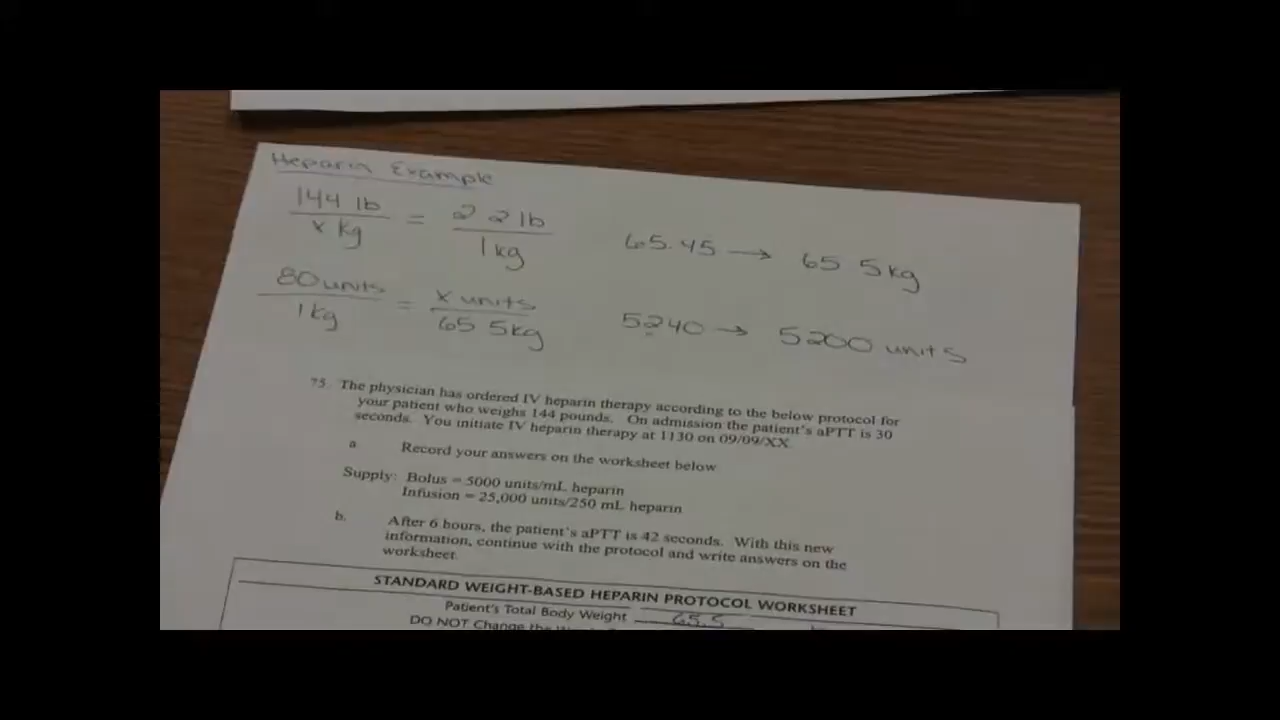 Heparin Example
144 lb = 2 2 lb
x kg 1 kg
65.45 → 65 5kg
80 units = x units
1 kg 65 5kg
5240 → 5200 units
75. The physician has ordered IV heparin therapy according to the below protocol for
your patient who weighs 144 pounds. On admission the patient's aPTT is 30
seconds. You initiate IV heparin therapy at 1130 on 09/09/XX.
a Record your answers on the worksheet below
Supply: Bolus = 5000 units/mL heparin
Infusion = 25,000 units/250 mL heparin
b. After 6 hours, the patient's aPTT is 42 seconds. With this new
information, continue with the protocol and write answers on the
worksheet.
STANDARD WEIGHT-BASED HEPARIN PROTOCOL WORKSHEET
Patient's Total Body Weight 65.5
DO NOT Change the